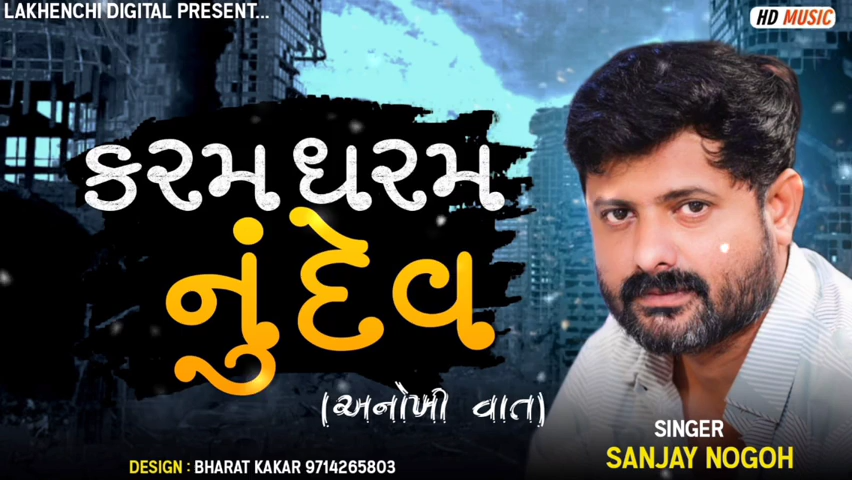 LAKHENCHI DIGITAL PRESENT...
HD MUSIC
કરમ ધરમ
નું દેવ
(અનોખી વાત)
SINGER
SANJAY NOGOH
DESIGN : BHARAT KAKAR 9714265803